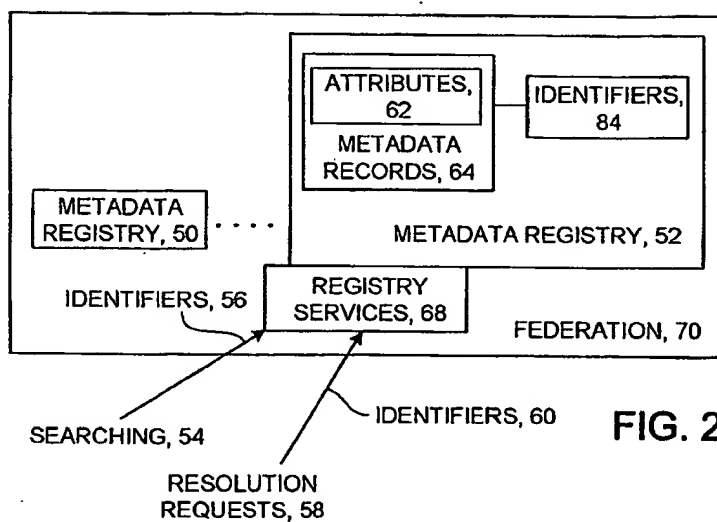 ATTRIBUTES,
62
IDENTIFIERS,
84
METADATA
RECORDS, 64
METADATA
REGISTRY, 50
. . . .
METADATA REGISTRY, 52
REGISTRY
SERVICES, 68
IDENTIFIERS, 56
FEDERATION, 70
SEARCHING, 54
IDENTIFIERS, 60
FIG. 2
RESOLUTION
REQUESTS, 58